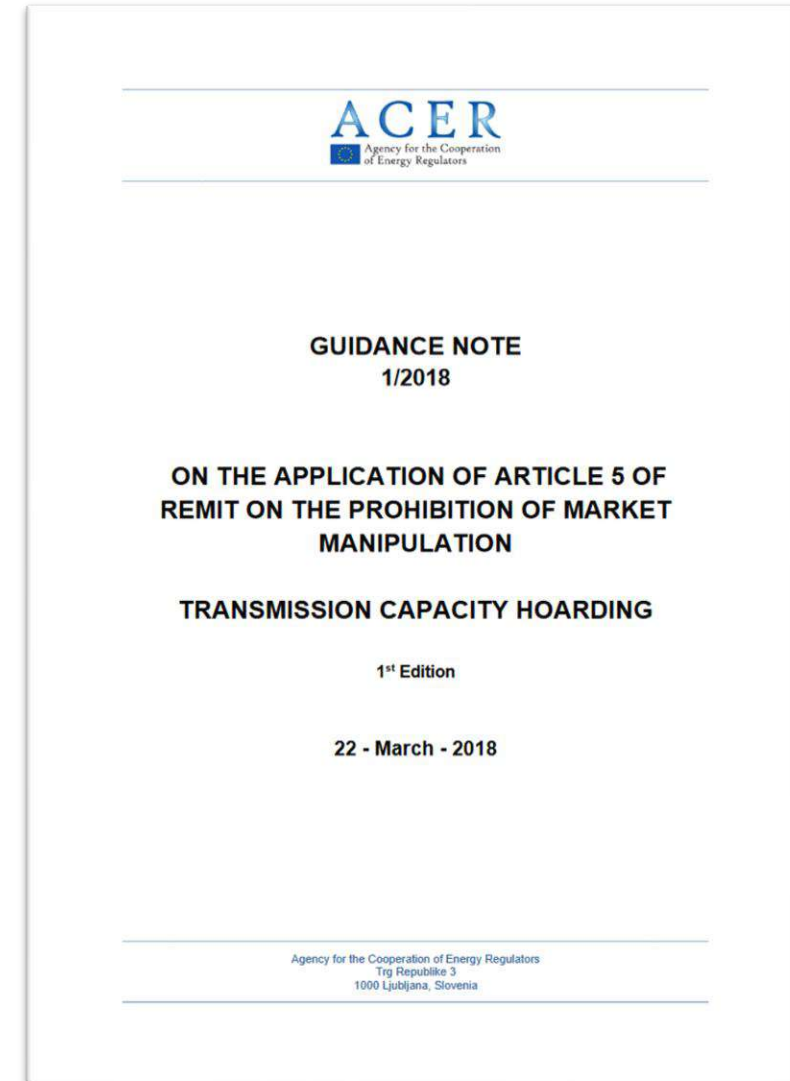 ACER
Agency for the Cooperation
of Energy Regulators
GUIDANCE NOTE
1/2018
ON THE APPLICATION OF ARTICLE 5 OF
REMIT ON THE PROHIBITION OF MARKET
MANIPULATION
TRANSMISSION CAPACITY HOARDING
1st Edition
22 - March - 2018
Agency for the Cooperation of Energy Regulators
Trg Republike 3
1000 Ljubljana, Slovenia